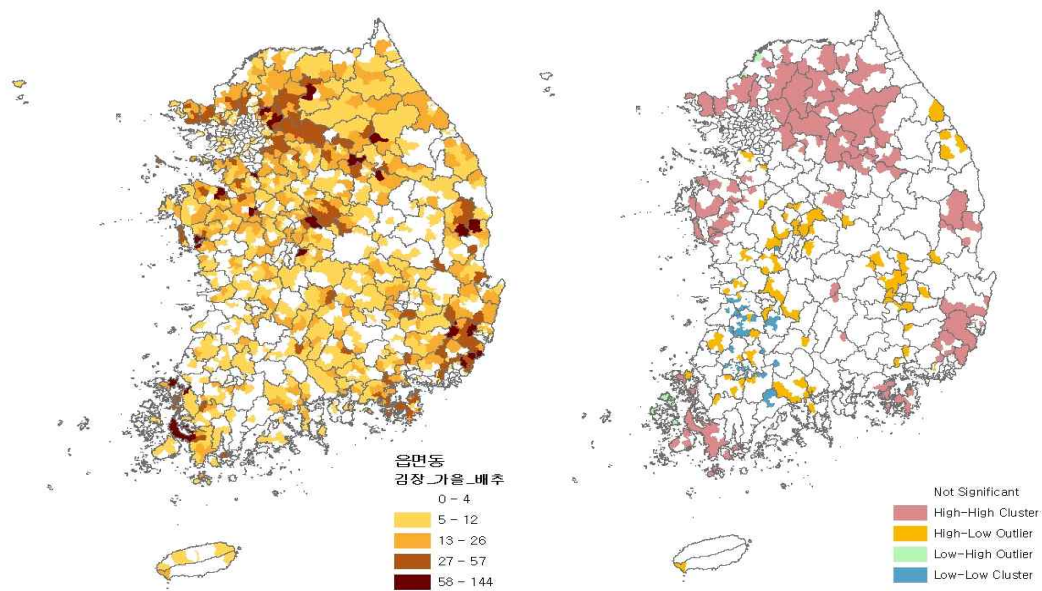 읍면동
김장_가을_배추
0 - 4
5 - 12
13 - 26
27 - 57
58 - 144
Not Significant
High-High Cluster
High-Low Outlier
Low-High Outlier
Low-Low Cluster